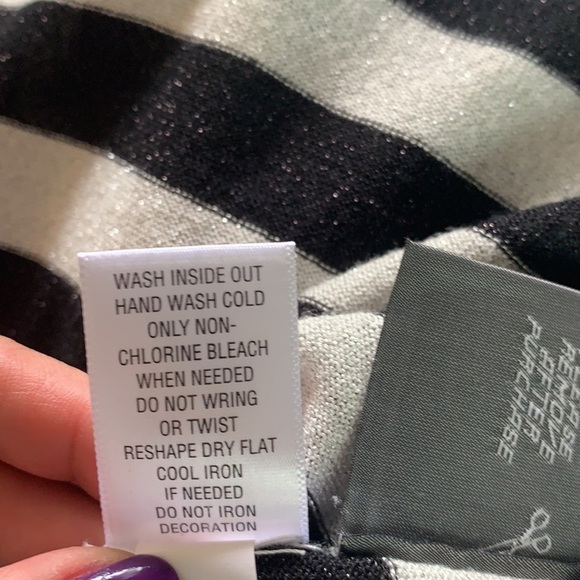 WASH INSIDE OUT
HAND WASH COLD
ONLY NON-
CHLORINE BLEACH
WHEN NEEDED
DO NOT WRING
OR TWIST
RESHAPE DRY FLAT
COOL IRON
IF NEEDED
DO NOT IRON
DECORATION
REMOVE
AFTER
PURCHASE